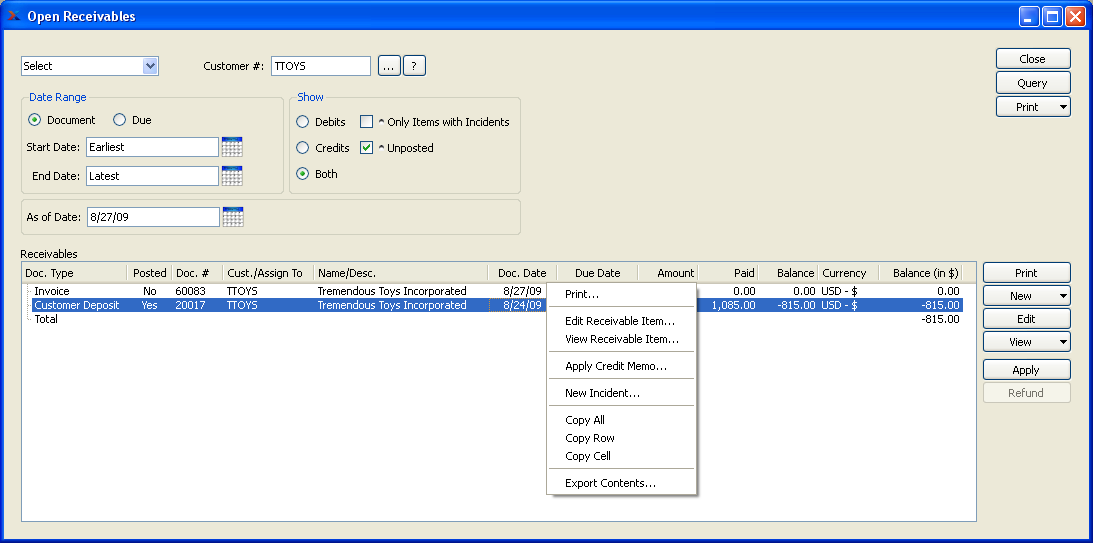 Open Receivables
Select Customer #: TTOYS ... ?
Close
Query
Print
Date Range
Document Due
Start Date: Earliest
End Date: Latest
Show
Debits ^ Only Items with Incidents
Credits ^ Unposted
Both
As of Date: 8/27/09
Receivables
Doc. Type Posted Doc. # Cust./Assign To Name/Desc. Doc. Date Due Date Amount Paid Balance Currency Balance (in $)
Invoice No 60083 TTOYS Tremendous Toys Incorporated 8/27/09 0.00 0.00 USD - $ 0.00
Customer Deposit Yes 20017 TTOYS Tremendous Toys Incorporated 8/24/09 1,085.00 -815.00 USD - $ -815.00
Total -815.00
Print...
Edit Receivable Item...
View Receivable Item...
Apply Credit Memo...
New Incident...
Copy All
Copy Row
Copy Cell
Export Contents...
Print
New
Edit
View
Apply
Refund